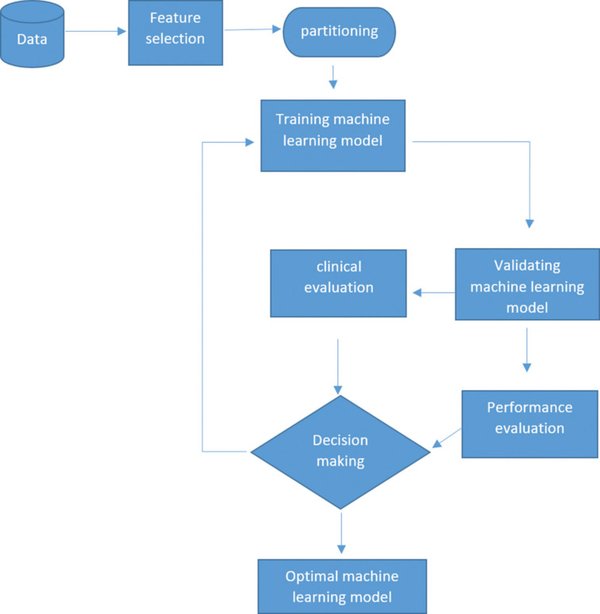 Data
Feature
selection
partitioning
Training machine
learning model
clinical
evaluation
Validating
machine learning
model
Performance
evaluation
Decision
making
Optimal machine
learning model